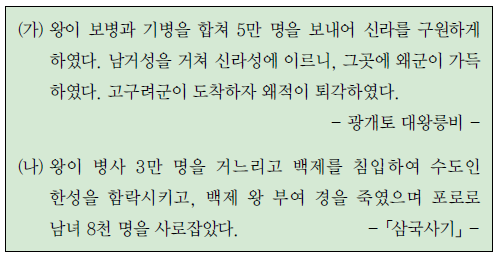 (가) 왕이 보병과 기병을 합쳐 5만 명을 보내어 신라를 구원하게
하였다. 남거성을 거쳐 신라성에 이르니, 그곳에 왜군이 가득
하였다. 고구려군이 도착하자 왜적이 퇴각하였다.
- 광개토 대왕릉비 -
(나) 왕이 병사 3만 명을 거느리고 백제를 침입하여 수도인
한성을 함락시키고, 백제 왕 부여 경을 죽였으며 포로로
남녀 8천 명을 사로잡았다. - 「삼국사기」 -